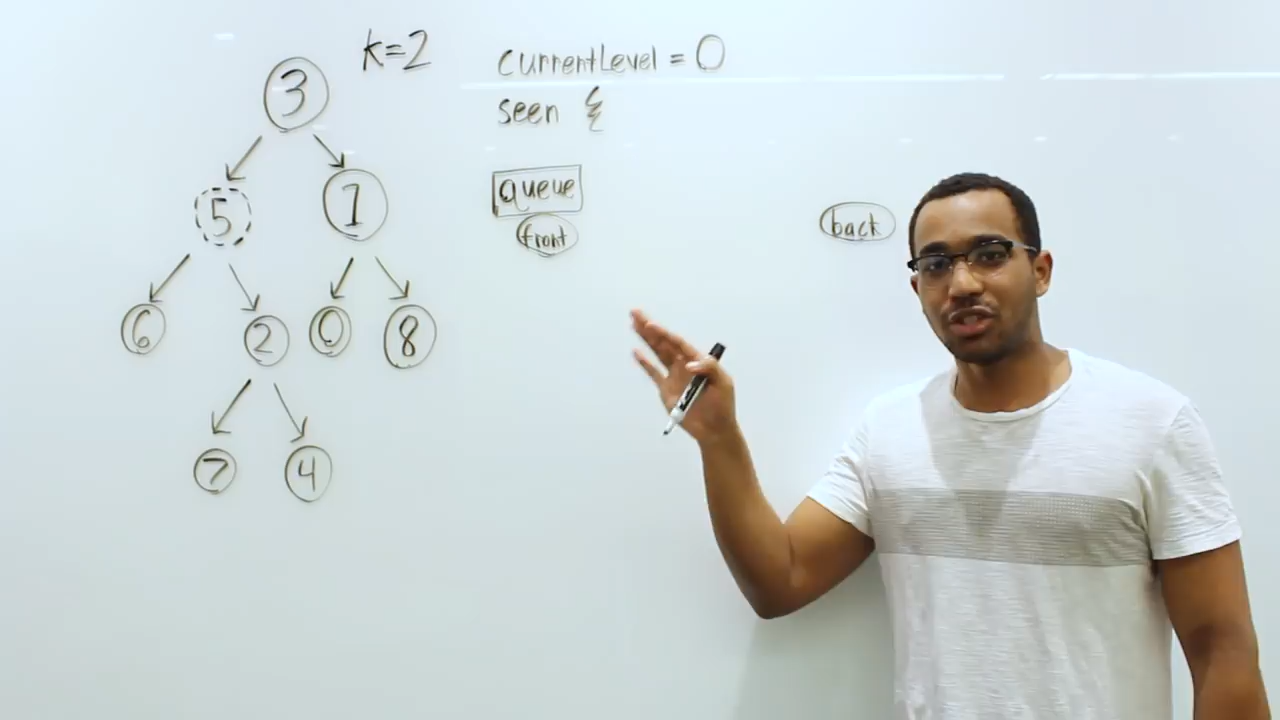 k=2
currentLevel = 0
seen {
queue
front
back
3
5 1
6 2 0 8
7 4